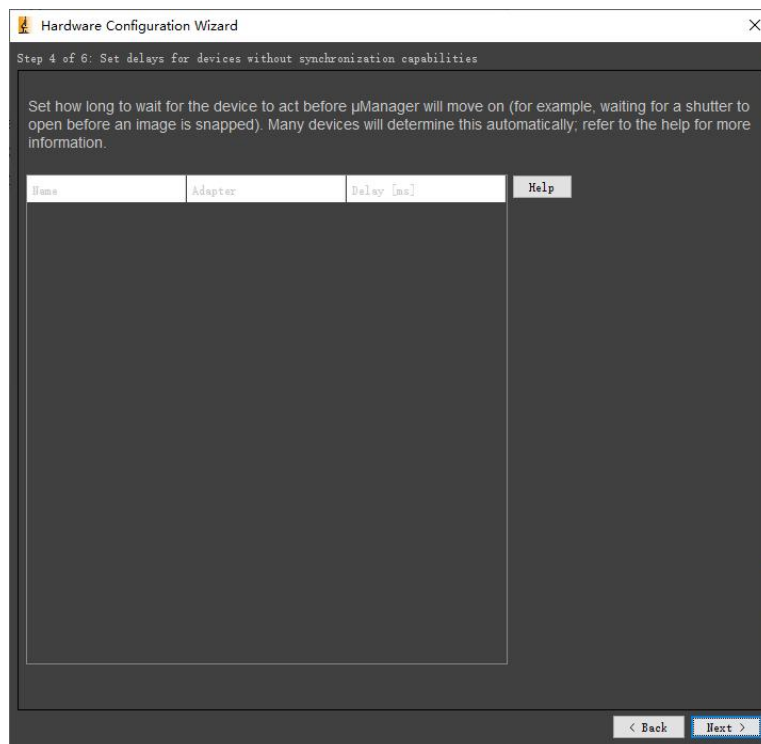 Hardware Configuration Wizard
Step 4 of 6: Set delays for devices without synchronization capabilities
Set how long to wait for the device to act before µManager will move on (for example, waiting for a shutter to
open before an image is snapped). Many devices will determine this automatically; refer to the help for more
information.
Name Adapter Delay [ms] Help
< Back Next >